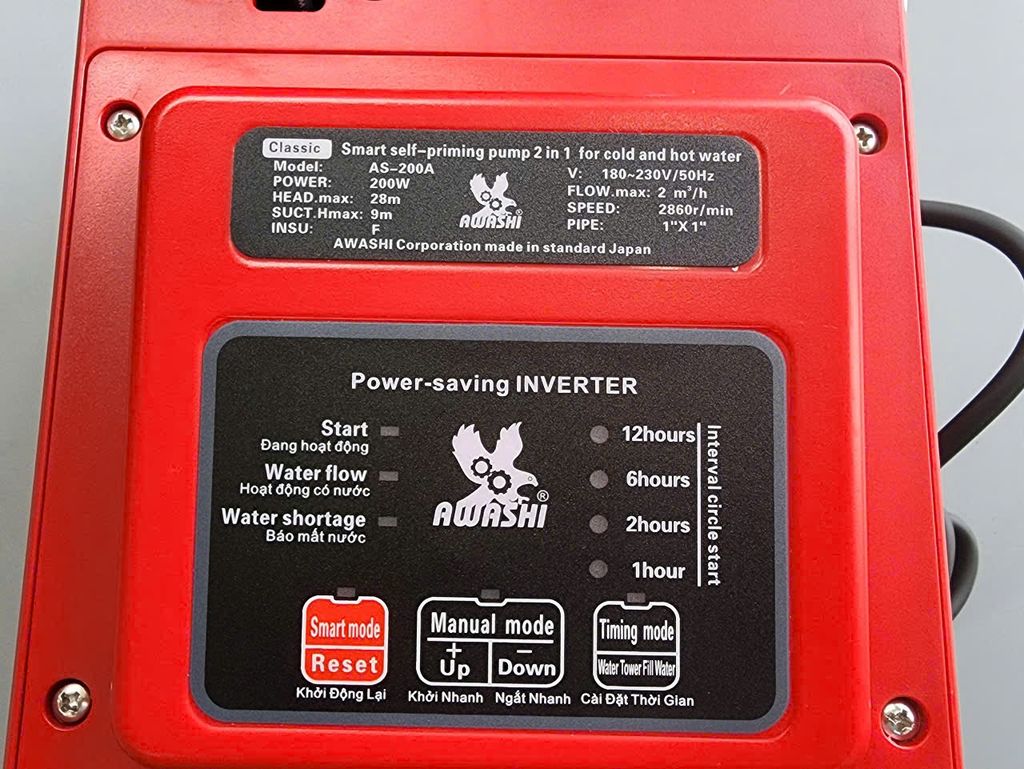 Classic Smart self-priming pump 2 in 1 for cold and hot water
Model: AS-200A
POWER: 200W
HEAD.max: 28m
SUCT.Hmax: 9m
INSU: F
AWASHI®
V: 180~230V/50Hz
FLOW.max: 2 m³/h
SPEED: 2860r/min
PIPE: 1"X1"
AWASHI Corporation made in standard Japan
Power-saving INVERTER
Start
Đang hoạt động
Water flow
Hoạt động có nước
Water shortage
Báo mất nước
AWASHI®
12hours
6hours
2hours
1hour
Interval circle start
Smart mode
Reset
Khởi Động Lại
Manual mode
+ −
Up Down
Khởi Nhanh Ngắt Nhanh
Timing mode
Water Tower Fill Water
Cài Đặt Thời Gian